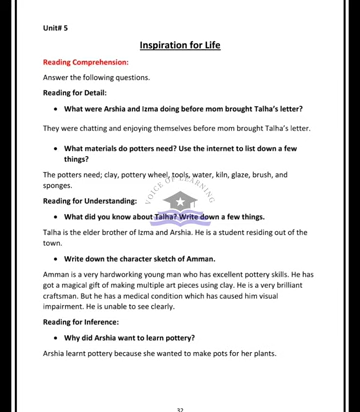 Unit# 5
Inspiration for Life
Reading Comprehension:
Answer the following questions.
Reading for Detail:
• What were Arshia and Izma doing before mom brought Talha's letter?
They were chatting and enjoying themselves before mom brought Talha's letter.
• What materials do potters need? Use the internet to list down a few
things?
The potters need; clay, pottery wheel, tools, water, kiln, glaze, brush, and
sponges.
VOICE OF LEARNING
Reading for Understanding:
• What did you know about Talha? Write down a few things.
Talha is the elder brother of Izma and Arshia. He is a student residing out of the
town.
• Write down the character sketch of Amman.
Amman is a very hardworking young man who has excellent pottery skills. He has
got a magical gift of making multiple art pieces using clay. He is a very brilliant
craftsman. But he has a medical condition which has caused him visual
impairment. He is unable to see clearly.
Reading for Inference:
• Why did Arshia want to learn pottery?
Arshia learnt pottery because she wanted to make pots for her plants.
32